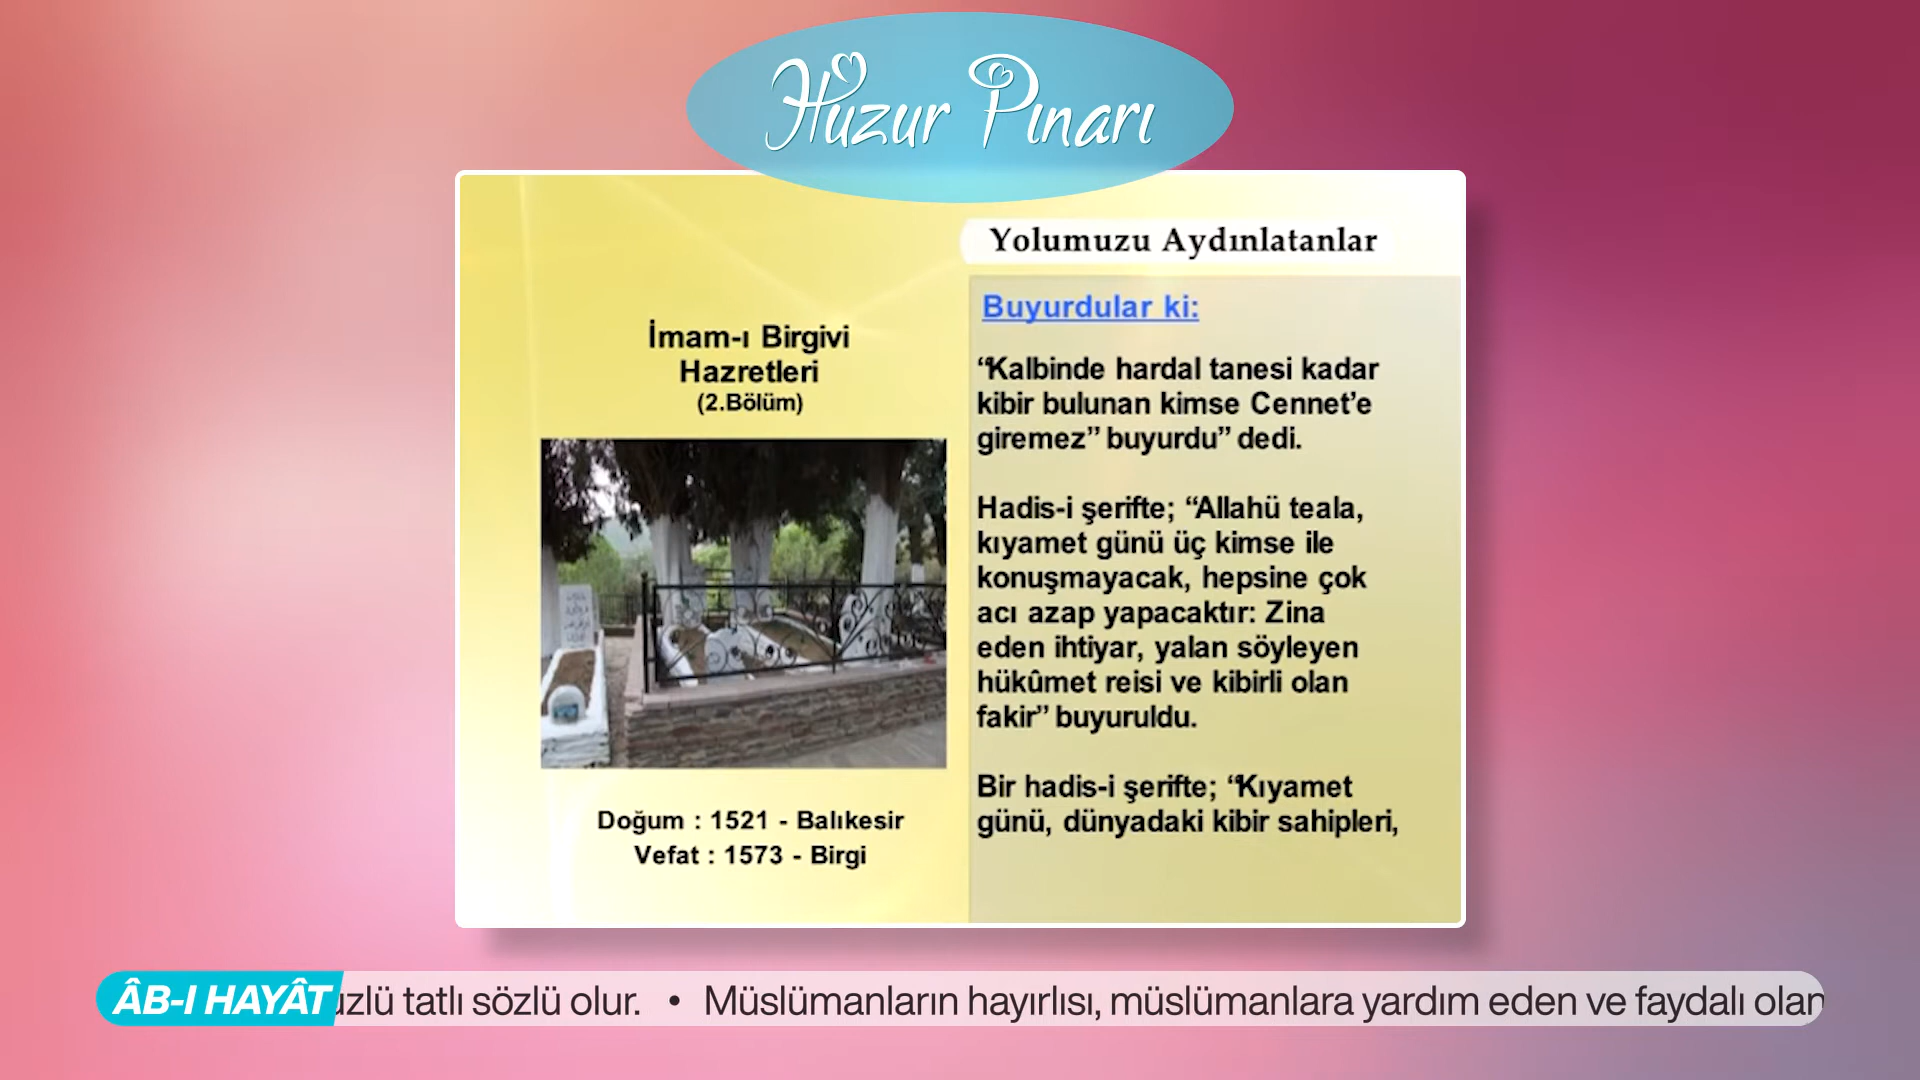 Huzur Pınarı
Yolumuzu Aydınlatanlar
İmam-ı Birgivi
Hazretleri
(2.Bölüm)
Doğum : 1521 - Balıkesir
Vefat : 1573 - Birgi
Buyurdular ki:
“Kalbinde hardal tanesi kadar
kibir bulunan kimse Cennet’e
giremez” buyurdu” dedi.
Hadis-i şerifte; “Allahü teala,
kıyamet günü üç kimse ile
konuşmayacak, hepsine çok
acı azap yapacaktır: Zina
eden ihtiyar, yalan söyleyen
hükûmet reisi ve kibirli olan
fakir” buyuruldu.
Bir hadis-i şerifte; “Kıyamet
günü, dünyadaki kibir sahipleri,
ÂB-I HAYÂT
tatlı sözlü olur. • Müslümanların hayırlısı, müslümanlara yardım eden ve faydalı olan